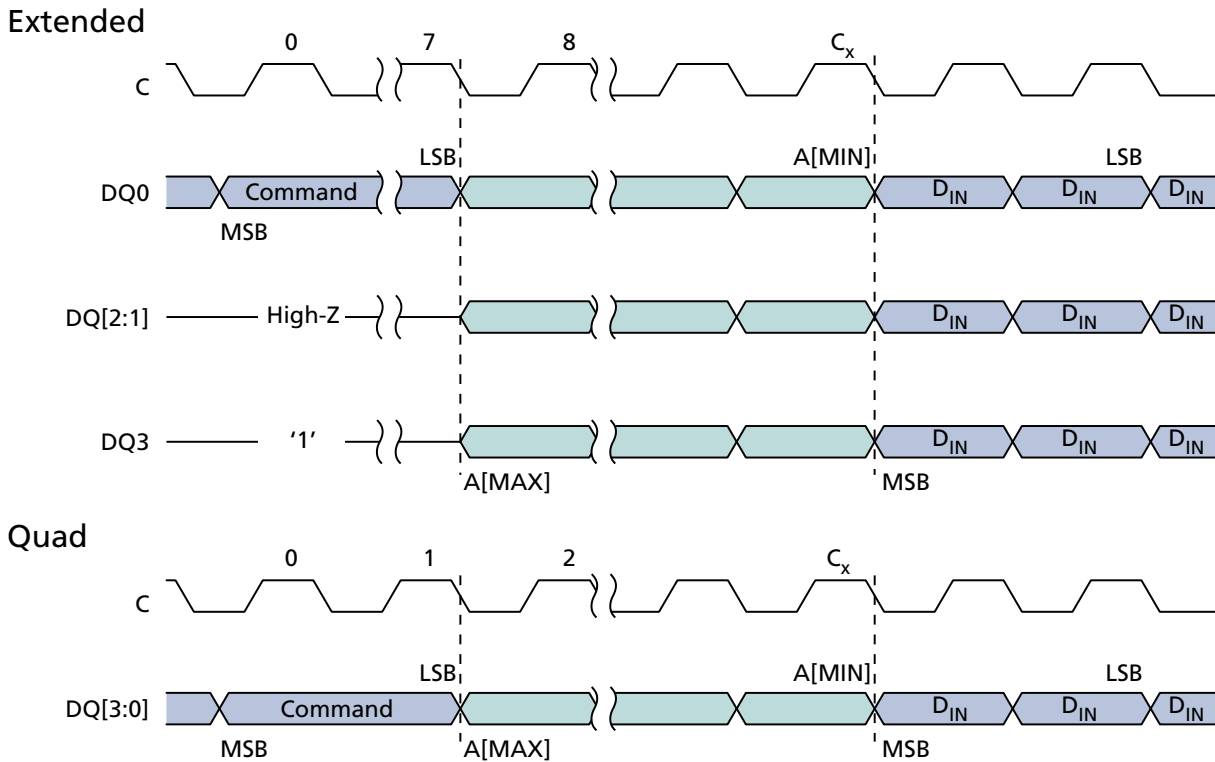 Extended
0 7 8 Cx
C
LSB A[MIN] LSB
DQ0 Command DIN DIN DIN
MSB
DQ[2:1] High-Z DIN DIN DIN
DQ3 '1' DIN DIN DIN
A[MAX] MSB
Quad
0 1 2 Cx
C
LSB A[MIN] LSB
DQ[3:0] Command DIN DIN DIN
MSB A[MAX] MSB